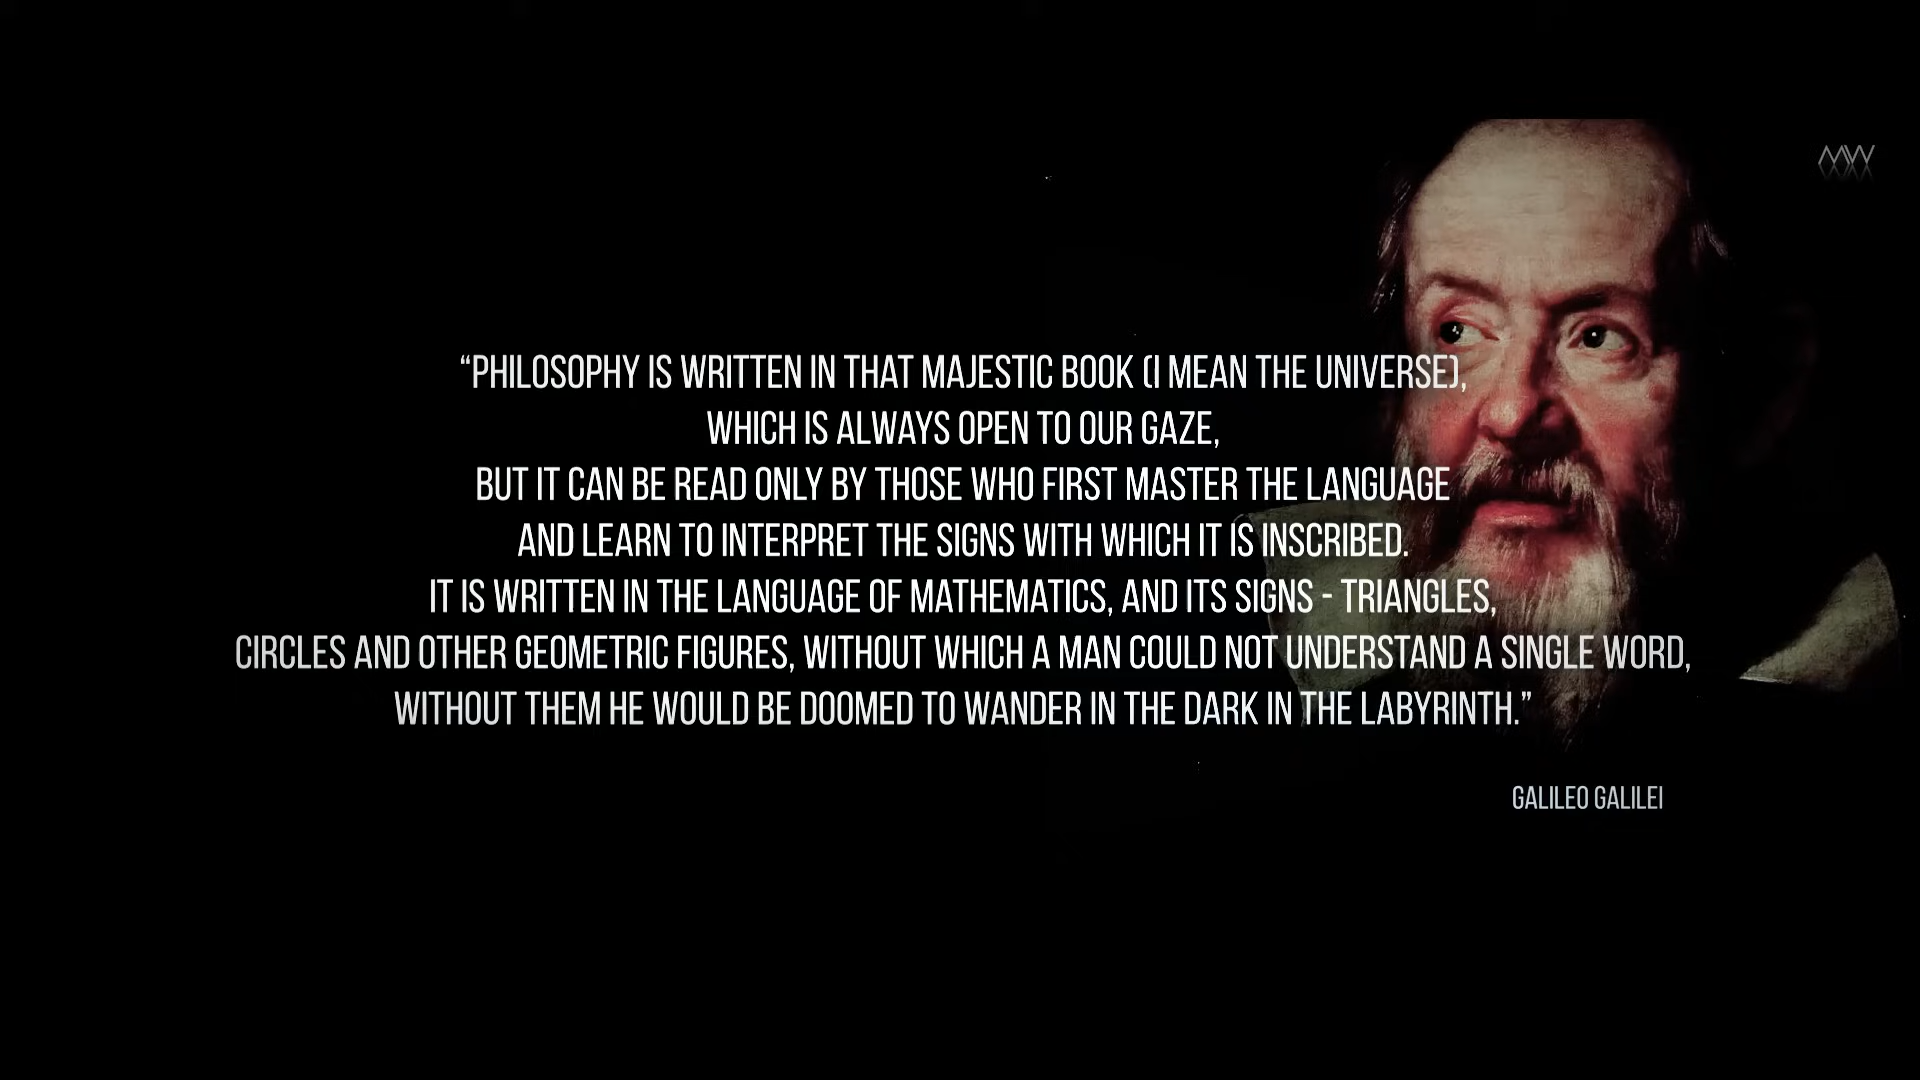 MW
“PHILOSOPHY IS WRITTEN IN THAT MAJESTIC BOOK (I MEAN THE UNIVERSE),
WHICH IS ALWAYS OPEN TO OUR GAZE,
BUT IT CAN BE READ ONLY BY THOSE WHO FIRST MASTER THE LANGUAGE
AND LEARN TO INTERPRET THE SIGNS WITH WHICH IT IS INSCRIBED.
IT IS WRITTEN IN THE LANGUAGE OF MATHEMATICS, AND ITS SIGNS - TRIANGLES,
CIRCLES AND OTHER GEOMETRIC FIGURES, WITHOUT WHICH A MAN COULD NOT UNDERSTAND A SINGLE WORD,
WITHOUT THEM HE WOULD BE DOOMED TO WANDER IN THE DARK IN THE LABYRINTH.”
GALILEO GALILEI